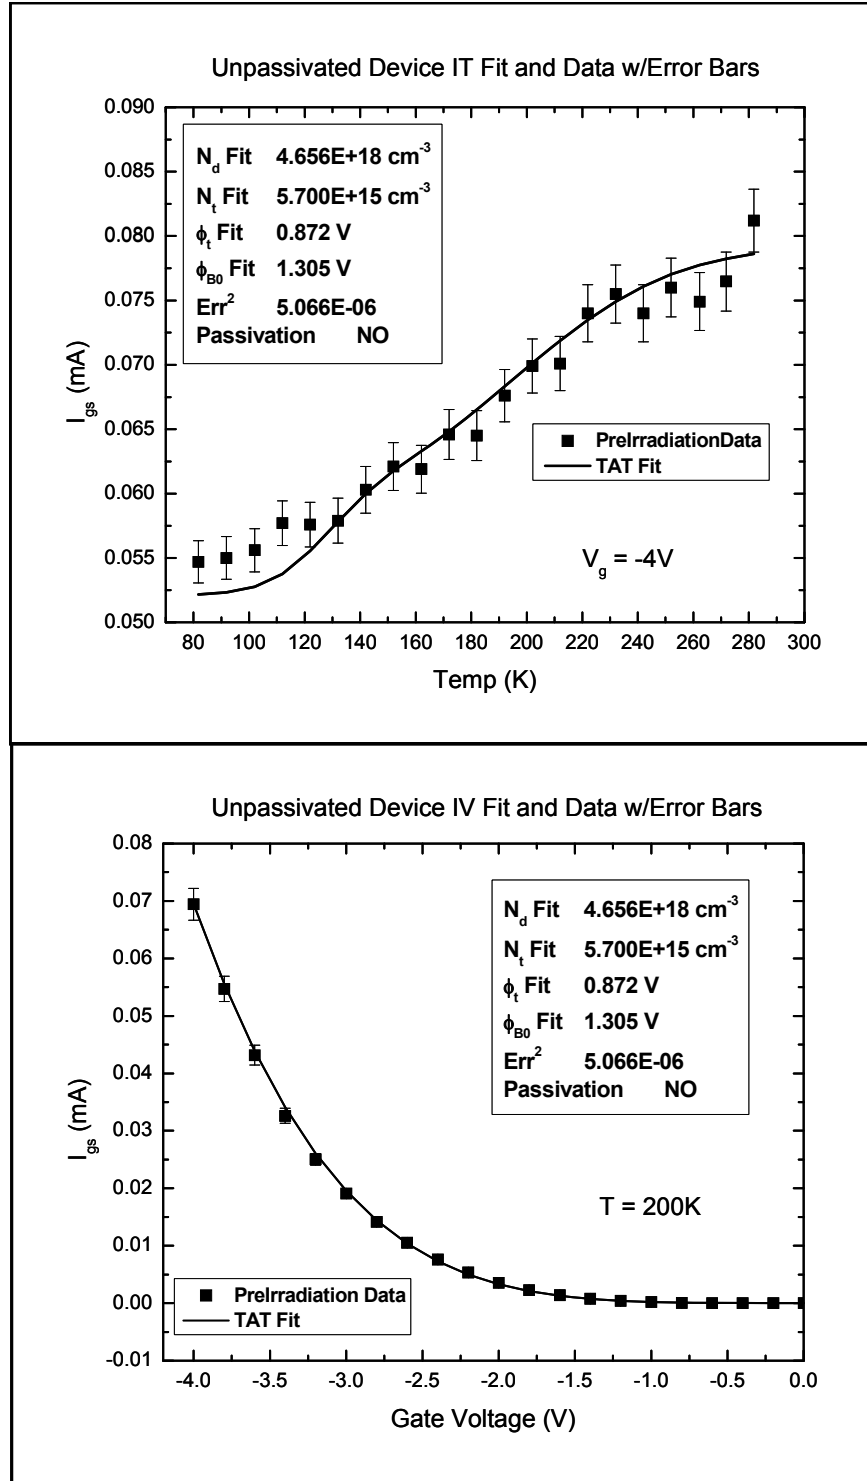 Unpassivated Device IT Fit and Data w/Error Bars
0.090
0.085
0.080
0.075
0.070
0.065
0.060
0.055
0.050
I_gs (mA)
N_d Fit 4.656E+18 cm^-3
N_t Fit 5.700E+15 cm^-3
ϕ_t Fit 0.872 V
ϕ_B0 Fit 1.305 V
Err^2 5.066E-06
Passivation NO
PreIrradiationData
TAT Fit
V_g = -4V
80 100 120 140 160 180 200 220 240 260 280 300
Temp (K)
Unpassivated Device IV Fit and Data w/Error Bars
0.08
0.07
0.06
0.05
0.04
0.03
0.02
0.01
0.00
-0.01
I_gs (mA)
N_d Fit 4.656E+18 cm^-3
N_t Fit 5.700E+15 cm^-3
ϕ_t Fit 0.872 V
ϕ_B0 Fit 1.305 V
Err^2 5.066E-06
Passivation NO
T = 200K
PreIrradiation Data
TAT Fit
-4.0 -3.5 -3.0 -2.5 -2.0 -1.5 -1.0 -0.5 0.0
Gate Voltage (V)